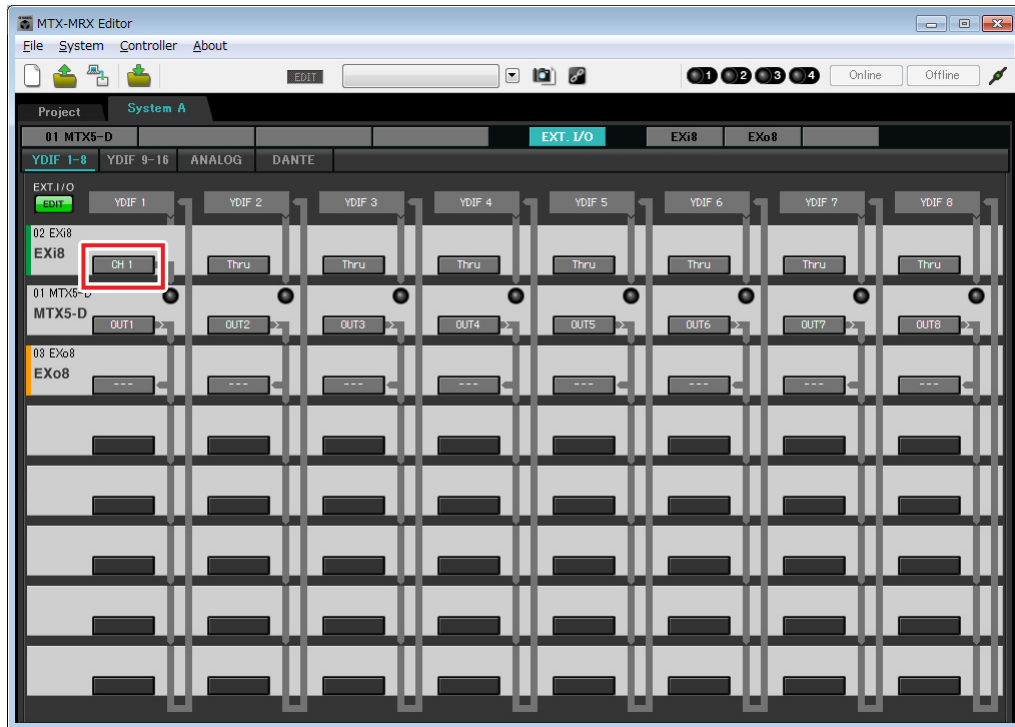 MTX-MRX Editor
File System Controller About
EDIT 1 2 3 4 Online Offline
Project System A
01 MTX5-D EXT. I/O EXi8 EXo8
YDIF 1-8 YDIF 9-16 ANALOG DANTE
EXT.I/O
EDIT YDIF 1 YDIF 2 YDIF 3 YDIF 4 YDIF 5 YDIF 6 YDIF 7 YDIF 8
02 EXi8
EXi8
CH 1 Thru Thru Thru Thru Thru Thru Thru
01 MTX5-D
MTX5-D
OUT1 OUT2 OUT3 OUT4 OUT5 OUT6 OUT7 OUT8
03 EXo8
EXo8
--- --- --- --- --- --- --- ---